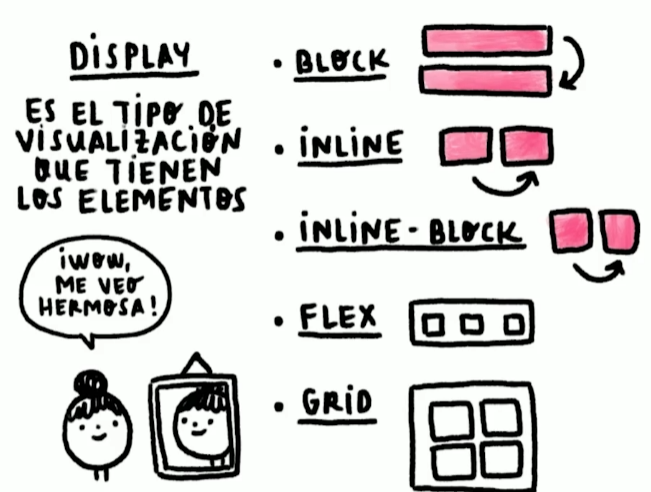 DISPLAY
ES EL TIPO DE
VISUALIZACIÓN
QUE TIENEN
LOS ELEMENTOS
¡WOW,
ME VEO
HERMOSA!
• BLOCK
• INLINE
• INLINE-BLOCK
• FLEX
• GRID